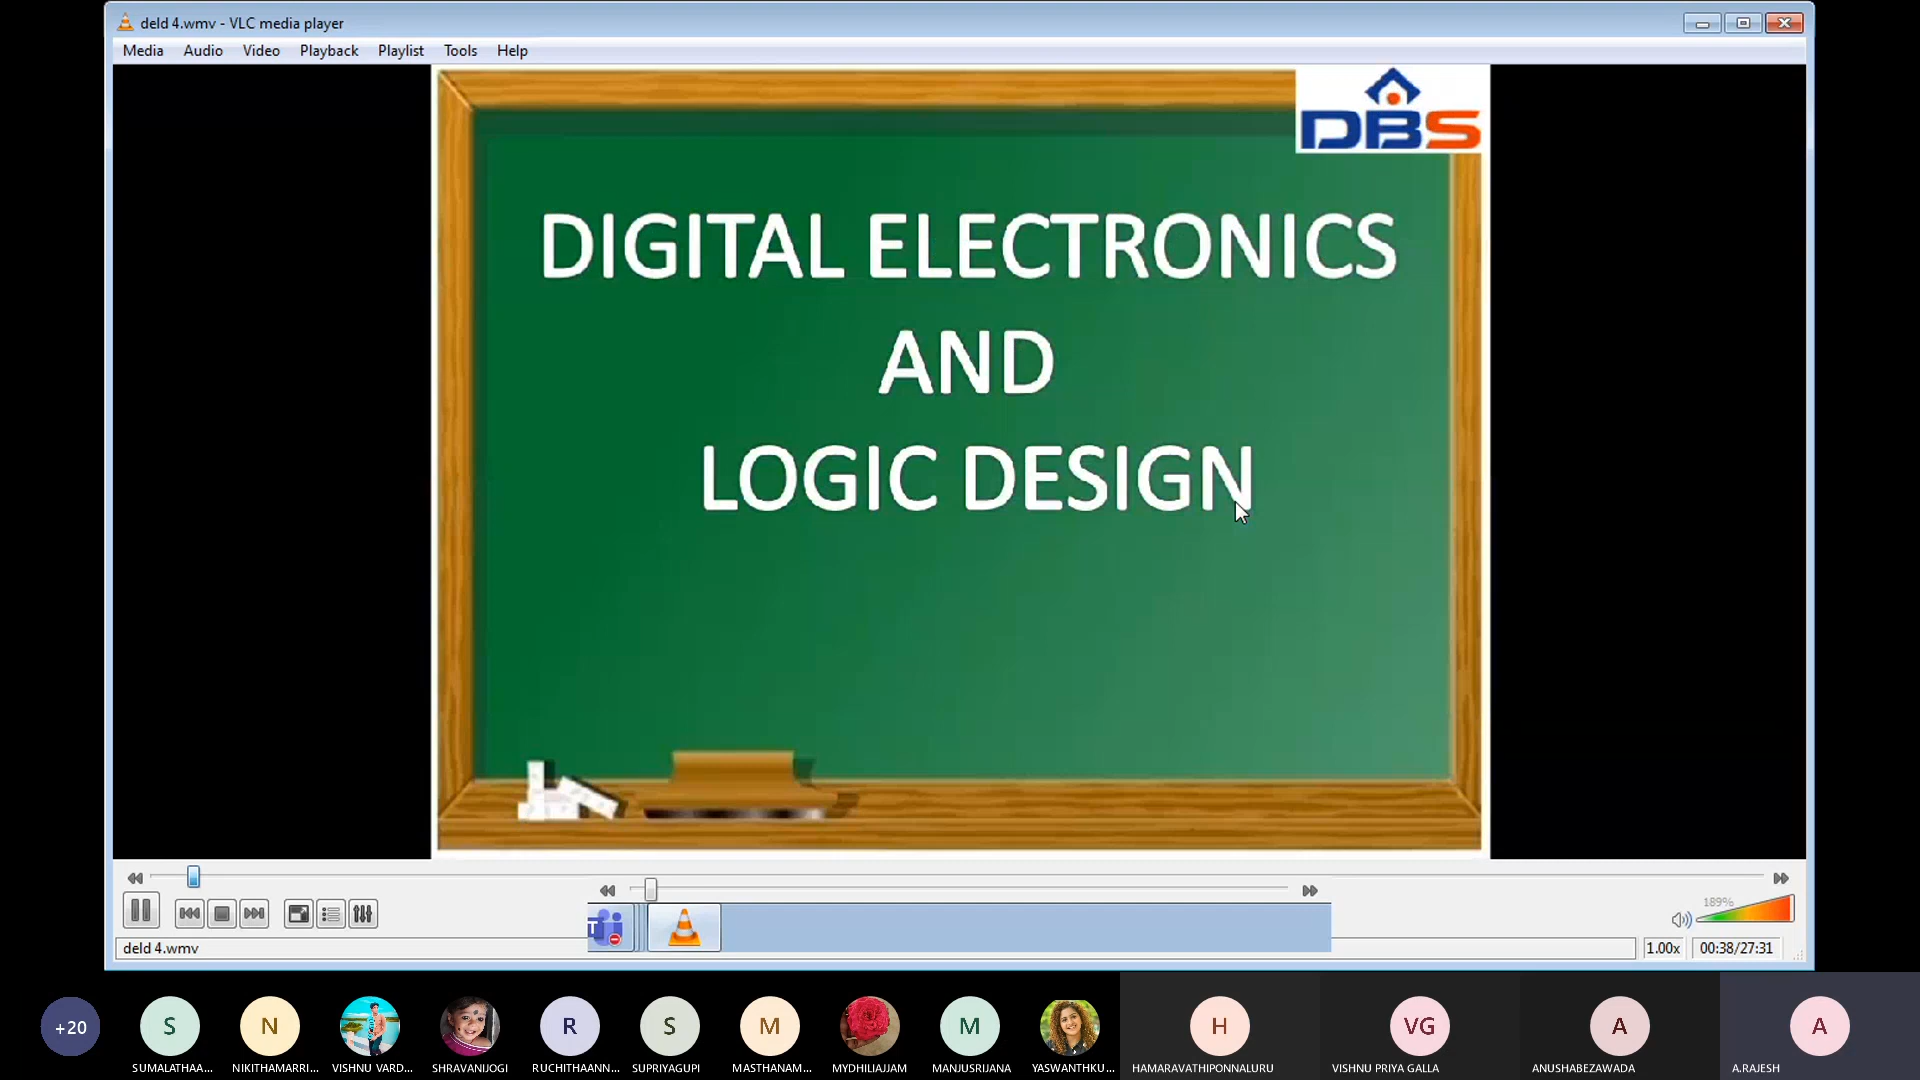 deld 4.wmv - VLC media player
Media Audio Video Playback Playlist Tools Help
DBS
DIGITAL ELECTRONICS
AND
LOGIC DESIGN
189%
deld 4.wmv
1.00x 00:38/27:31
T
+20 S N R S M M H VG A A
SUMALATHAA... NIKITHAMARRI... VISHNU VARD... SHRAVANIJOGI RUCHITHAANN... SUPRIYAGUPI MASTHANAM... MYDHILIAJJAM MANJUSRIJANA YASWANTHKU... HAMARAVATHIPONNALURU VISHNU PRIYA GALLA ANUSHABEZAWADA A.RAJESH